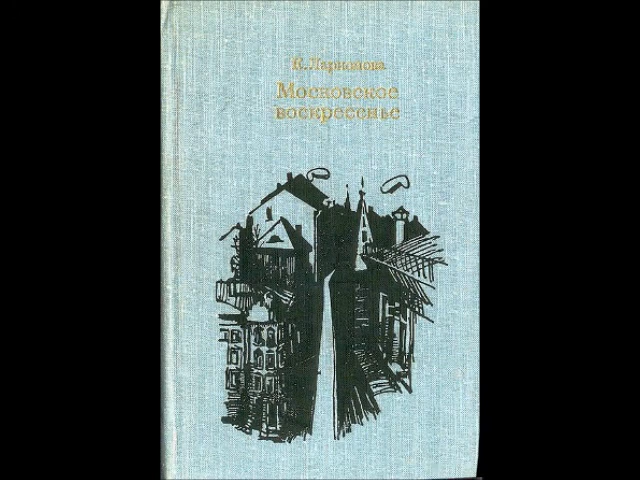 К. Ларионова
Московское
воскресенье